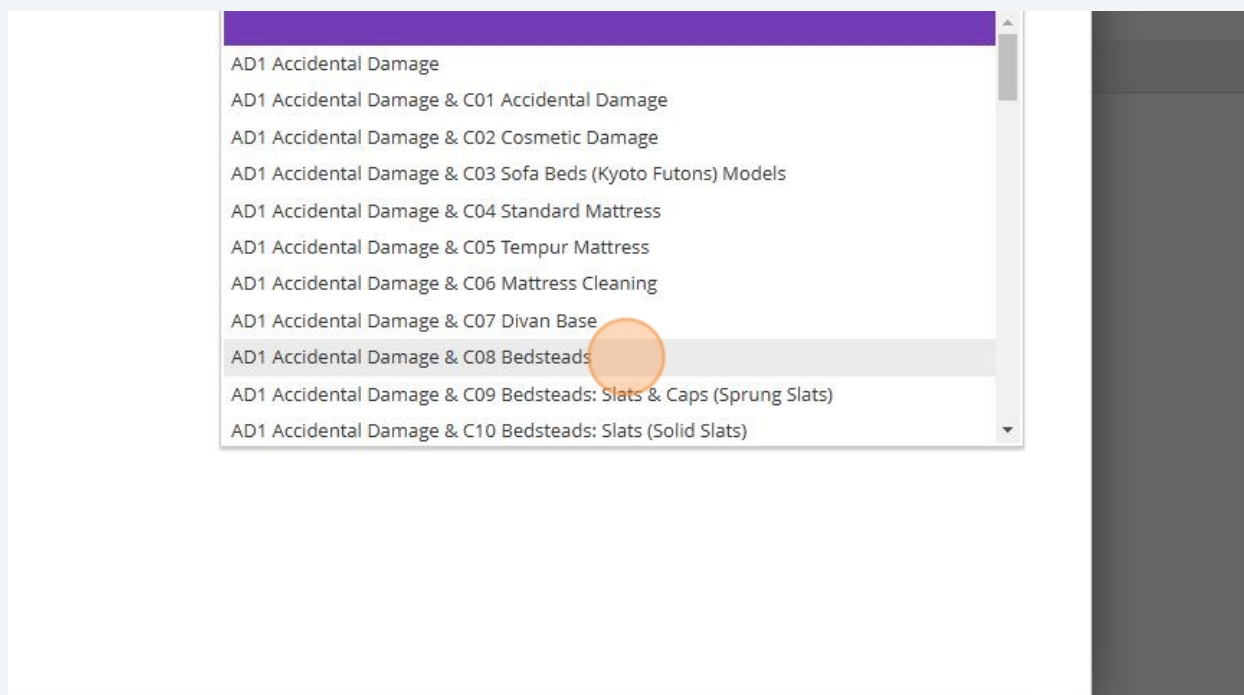 AD1 Accidental Damage
AD1 Accidental Damage & C01 Accidental Damage
AD1 Accidental Damage & C02 Cosmetic Damage
AD1 Accidental Damage & C03 Sofa Beds (Kyoto Futons) Models
AD1 Accidental Damage & C04 Standard Mattress
AD1 Accidental Damage & C05 Tempur Mattress
AD1 Accidental Damage & C06 Mattress Cleaning
AD1 Accidental Damage & C07 Divan Base
AD1 Accidental Damage & C08 Bedsteads
AD1 Accidental Damage & C09 Bedsteads: Slats & Caps (Sprung Slats)
AD1 Accidental Damage & C10 Bedsteads: Slats (Solid Slats)